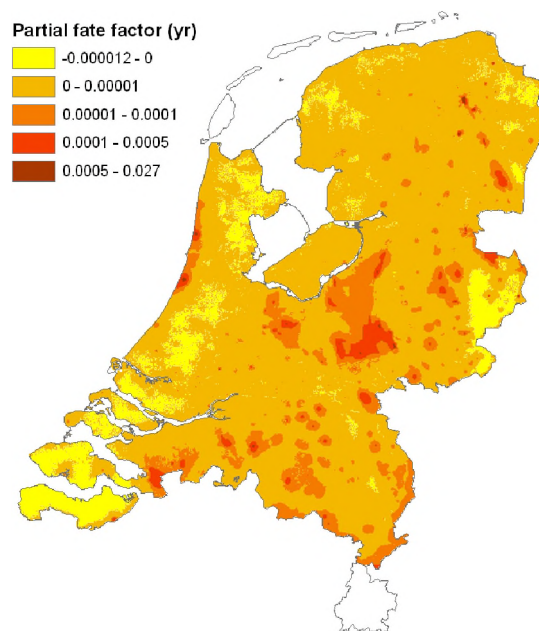 Partial fate factor (yr)
-0.000012 - 0
0 - 0.00001
0.00001 - 0.0001
0.0001 - 0.0005
0.0005 - 0.027